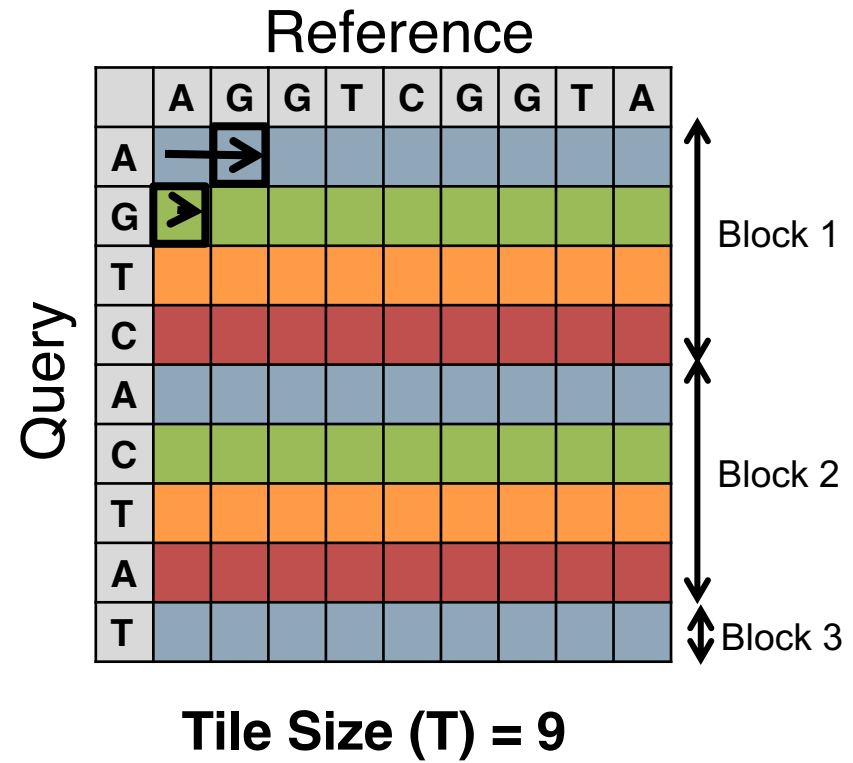 Reference
A G G T C G G T A
A
G
T
C
A
C
T
A
T
Query
Block 1
Block 2
Block 3
Tile Size (T) = 9